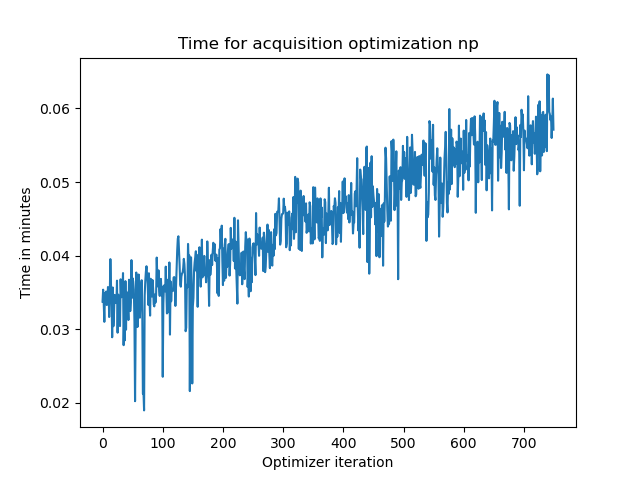 Time for acquisition optimization np
Time in minutes
0.06
0.05
0.04
0.03
0.02
0 100 200 300 400 500 600 700
Optimizer iteration